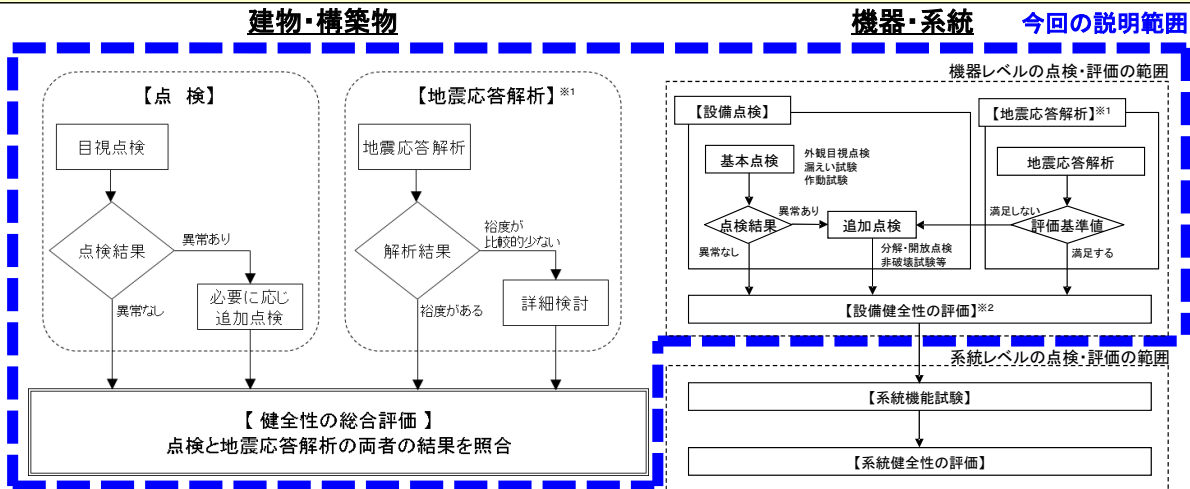 建物・構築物
機器・系統
今回の説明範囲
【点 検】
目視点検
点検結果
異常あり
異常なし
必要に応じ
追加点検
【地震応答解析】※1
地震応答解析
解析結果
裕度が
比較的少ない
裕度がある
詳細検討
【 健全性の総合評価 】
点検と地震応答解析の両者の結果を照合
機器レベルの点検・評価の範囲
【設備点検】
基本点検
外観目視点検
漏えい試験
作動試験
点検結果
異常あり
異常なし
追加点検
分解・開放点検
非破壊試験等
【地震応答解析】※1
地震応答解析
評価基準値
満足しない
満足する
【設備健全性の評価】※2
系統レベルの点検・評価の範囲
【系統機能試験】
【系統健全性の評価】